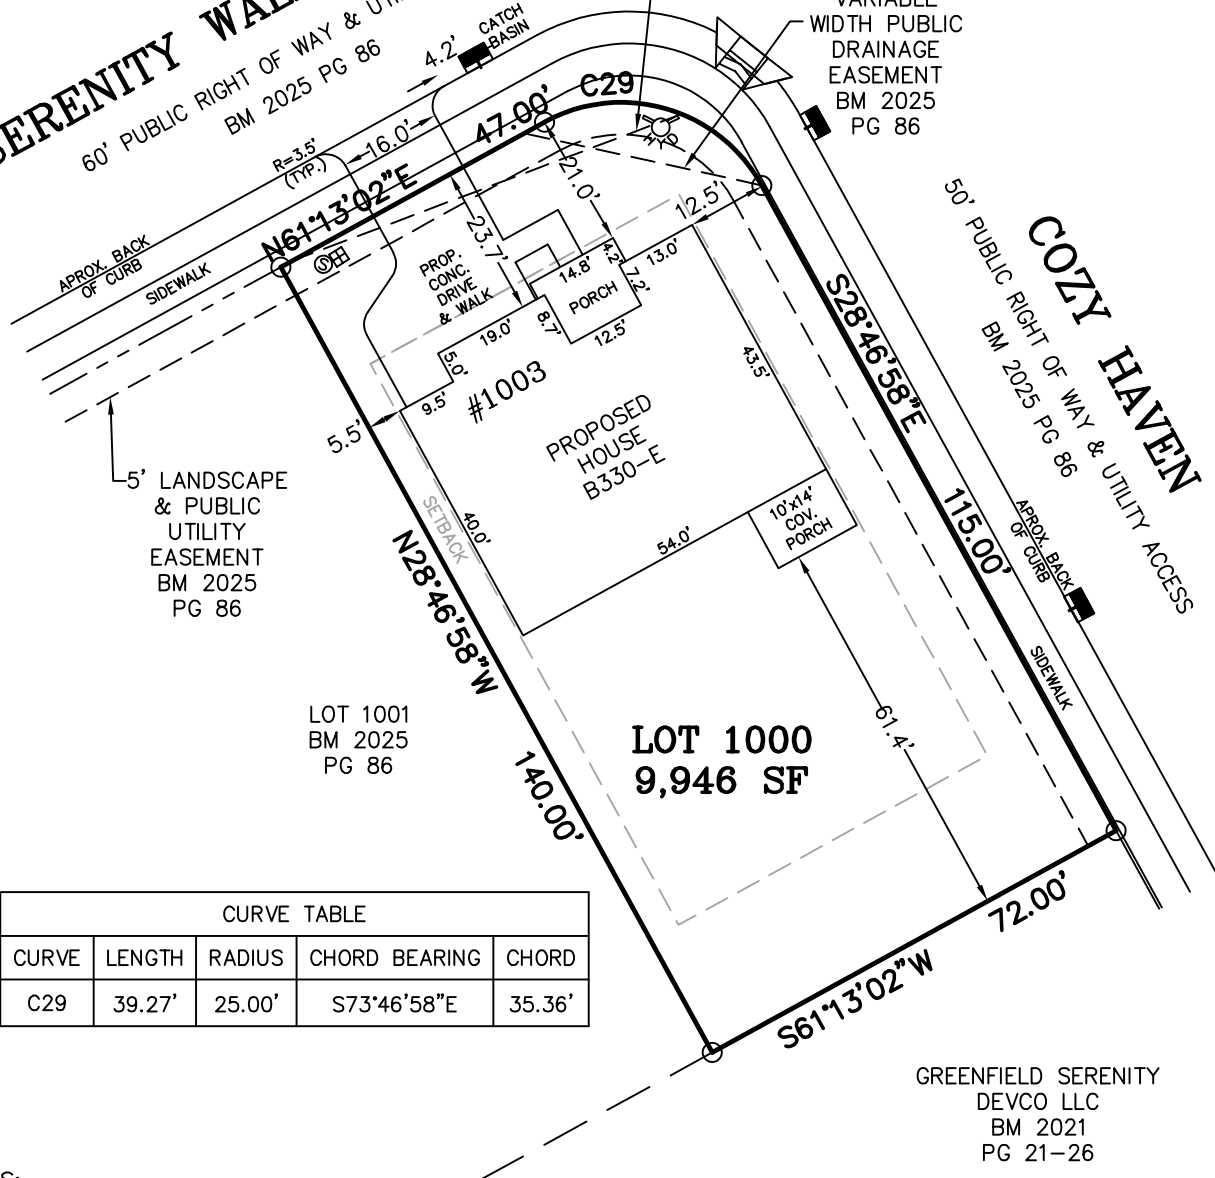 SERENITY
60' PUBLIC RIGHT OF WAY &
BM 2025 PG 86
4.2'
CATCH
BASIN
VARIABLE
WIDTH PUBLIC
DRAINAGE
EASEMENT
BM 2025
PG 86
R=3.5'
(TYP.)
16.0'
47.00'
C29
HYD
N61°13'02"E
21.0'
23.7'
12.5'
APROX. BACK
OF CURB
SIDEWALK
S
PROP.
CONC.
DRIVE
& WALK
14.8'
4.2'
7.2'
13.0'
PORCH
8.7'
12.5'
19.0'
5.0'
9.5'
5.5'
#1003
43.5'
PROPOSED
HOUSE
B330-E
SETBACK
40.0'
54.0'
10'x14'
COV.
PORCH
61.4'
S28°46'58"E
115.00'
COZY HAVEN
50' PUBLIC RIGHT OF WAY & UTILITY ACCESS
BM 2025 PG 86
APROX. BACK
OF CURB
SIDEWALK
5' LANDSCAPE
& PUBLIC
UTILITY
EASEMENT
BM 2025
PG 86
N28°46'58"W
140.00'
LOT 1001
BM 2025
PG 86
LOT 1000
9,946 SF
72.00'
S61°13'02"W
CURVE TABLE
CURVE LENGTH RADIUS CHORD BEARING CHORD
C29 39.27' 25.00' S73°46'58"E 35.36'
GREENFIELD SERENITY
DEVCO LLC
BM 2021
PG 21-26